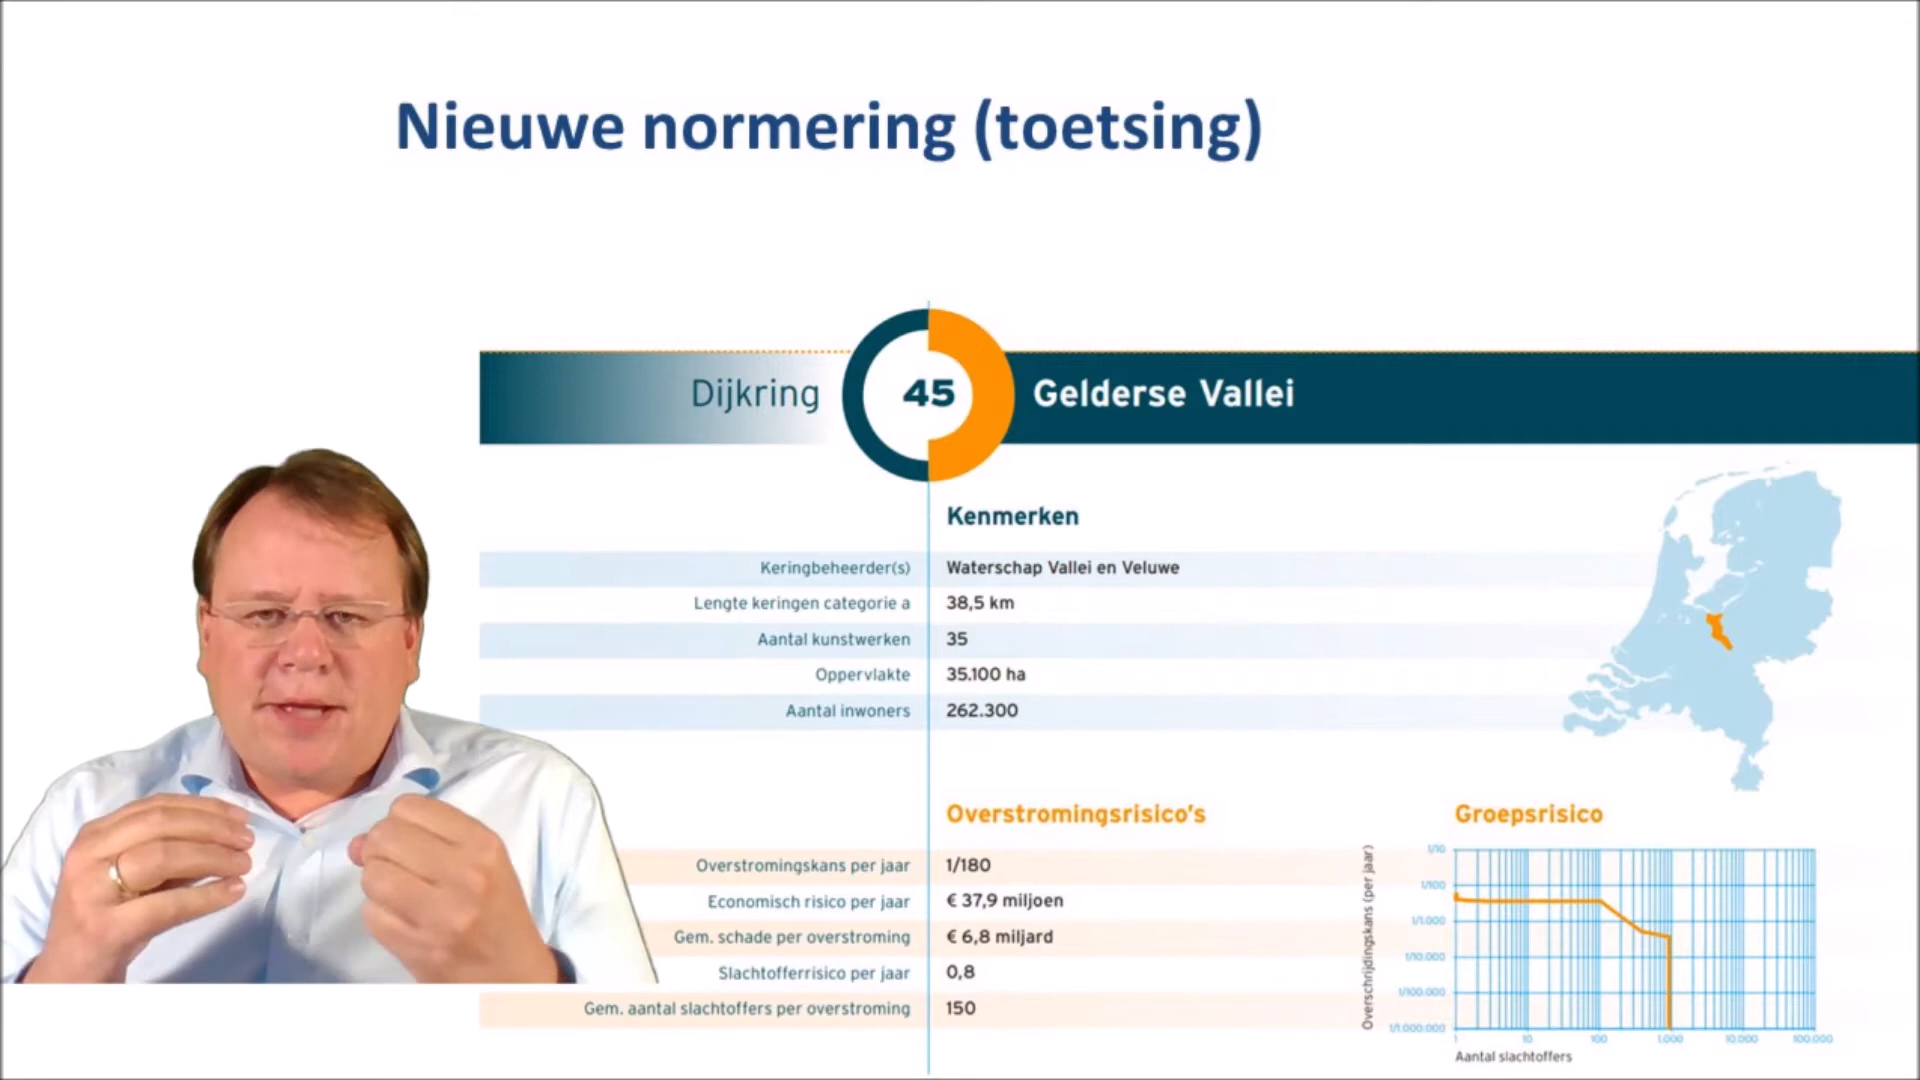 Nieuwe normering (toetsing)
Dijkring 45 Gelderse Vallei
Kenmerken
Keringbeheerder(s) Waterschap Vallei en Veluwe
Lengte keringen categorie a 38,5 km
Aantal kunstwerken 35
Oppervlakte 35.100 ha
Aantal inwoners 262.300
Overstromingsrisico's
Overstromingskans per jaar 1/180
Economisch risico per jaar € 37,9 miljoen
Gem. schade per overstroming € 6,8 miljard
Slachtofferrisico per jaar 0,8
Gem. aantal slachtoffers per overstroming 150
Groepsrisico
Overschrijdingskans (per jaar)
1/10
1/100
1/1.000
1/10.000
1/100.000
1/1.000.000
1 10 100 1.000 10.000 100.000
Aantal slachtoffers